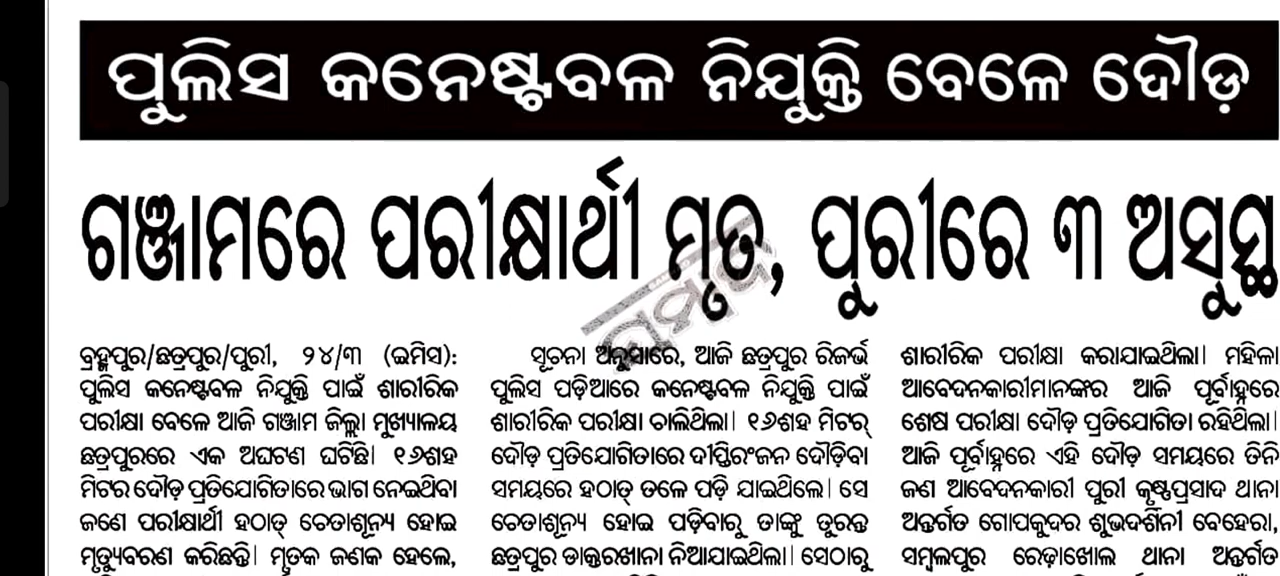 ପୁଲିସ କନେଷ୍ଟବଳ ନିଯୁକ୍ତି ବେଳେ ଦୌଡ଼
ଗଞ୍ଜାମରେ ପରୀକ୍ଷାର୍ଥୀ ମୃତ, ପୁରୀରେ ୩ ଅସୁସ୍ଥ
ବ୍ରହ୍ମପୁର/ଛତ୍ରପୁର/ପୁରୀ, ୨୪/୩ (ଇମିସ):
ପୁଲିସ କନେଷ୍ଟବଳ ନିଯୁକ୍ତି ପାଇଁ ଶାରୀରିକ
ପରୀକ୍ଷା ବେଳେ ଆଜି ଗଞ୍ଜାମ ଜିଲ୍ଲା ମୁଖ୍ୟାଳୟ
ଛତ୍ରପୁରରେ ଏକ ଅଘଟଣ ଘଟିଛି। ୧୬ଶହ
ମିଟର ଦୌଡ଼ ପ୍ରତିଯୋଗିତାରେ ଭାଗ ନେଇଥିବା
ଜଣେ ପରୀକ୍ଷାର୍ଥୀ ହଠାତ୍ ଚେତାଶୂନ୍ୟ ହୋଇ
ମୃତ୍ୟୁବରଣ କରିଛନ୍ତି। ମୃତକ ଜଣକ ହେଲେ,
ସୂଚନା ଅନୁସାରେ, ଆଜି ଛତ୍ରପୁର ରିଜର୍ଭ
ପୁଲିସ ପଡ଼ିଆରେ କନେଷ୍ଟବଳ ନିଯୁକ୍ତି ପାଇଁ
ଶାରୀରିକ ପରୀକ୍ଷା ଚାଲିଥିଲା। ୧୬ଶହ ମିଟର୍
ଦୌଡ଼ ପ୍ରତିଯୋଗିତାରେ ଦୀପ୍ତିରଂଜନ ଦୌଡ଼ିବା
ସମୟରେ ହଠାତ୍ ତଳେ ପଡ଼ି ଯାଇଥିଲେ। ସେ
ଚେତାଶୂନ୍ୟ ହୋଇ ପଡ଼ିବାରୁ ତାଙ୍କୁ ତୁରନ୍ତ
ଛତ୍ରପୁର ଡାକ୍ତରଖାନା ନିଆଯାଇଥିଲା। ସେଠାରୁ
ଶାରୀରିକ ପରୀକ୍ଷା କରାଯାଇଥିଲା। ମହିଳା
ଆବେଦନକାରୀମାନଙ୍କର ଆଜି ପୂର୍ବାହ୍ନରେ
ଶେଷ ପରୀକ୍ଷା ଦୌଡ଼ ପ୍ରତିଯୋଗିତା ରହିଥିଲା।
ଆଜି ପୂର୍ବାହ୍ନରେ ଏହି ଦୌଡ଼ ସମୟରେ ତିନି
ଜଣ ଆବେଦନକାରୀ ପୁରୀ କୃଷ୍ଣପ୍ରସାଦ ଥାନା
ଅନ୍ତର୍ଗତ ଗୋପକୁଦର ଶୁଭଦର୍ଶିନୀ ବେହେରା,
ସମ୍ବଲପୁର ରେଢ଼ାଖୋଲ ଥାନା ଅନ୍ତର୍ଗତ